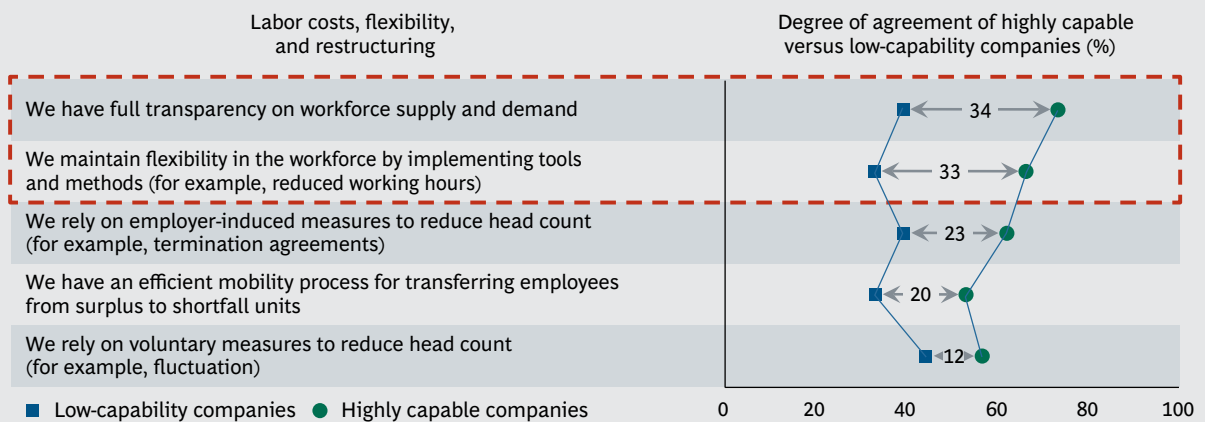 Labor costs, flexibility,
and restructuring
Degree of agreement of highly capable
versus low-capability companies (%)
We have full transparency on workforce supply and demand
34
We maintain flexibility in the workforce by implementing tools
and methods (for example, reduced working hours)
33
We rely on employer-induced measures to reduce head count
(for example, termination agreements)
23
We have an efficient mobility process for transferring employees
from surplus to shortfall units
20
We rely on voluntary measures to reduce head count
(for example, fluctuation)
12
Low-capability companies Highly capable companies
0 20 40 60 80 100